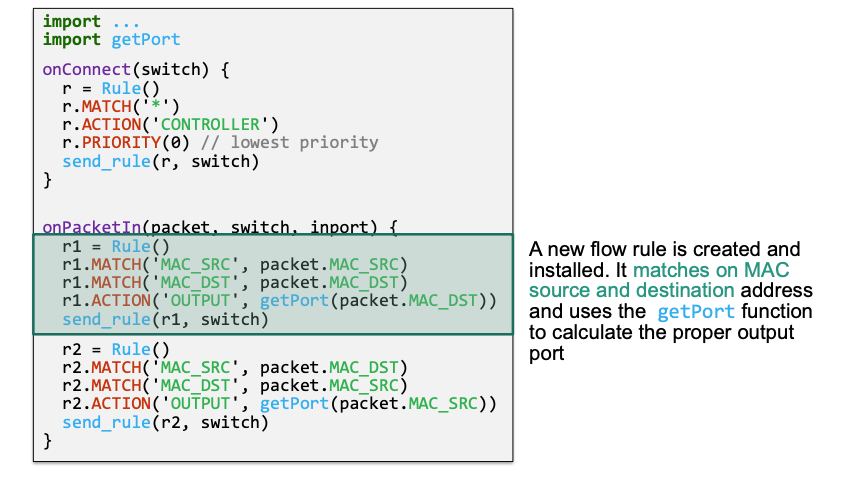 import ...
import getPort
onConnect(switch) {
r = Rule()
r.MATCH('*')
r.ACTION('CONTROLLER')
r.PRIORITY(0) // lowest priority
send_rule(r, switch)
}
onPacketIn(packet, switch, inport) {
r1 = Rule()
r1.MATCH('MAC_SRC', packet.MAC_SRC)
r1.MATCH('MAC_DST', packet.MAC_DST)
r1.ACTION('OUTPUT', getPort(packet.MAC_DST))
send_rule(r1, switch)
r2 = Rule()
r2.MATCH('MAC_SRC', packet.MAC_DST)
r2.MATCH('MAC_DST', packet.MAC_SRC)
r2.ACTION('OUTPUT', getPort(packet.MAC_SRC))
send_rule(r2, switch)
}
A new flow rule is created and
installed. It matches on MAC
source and destination address
and uses the getPort function
to calculate the proper output
port